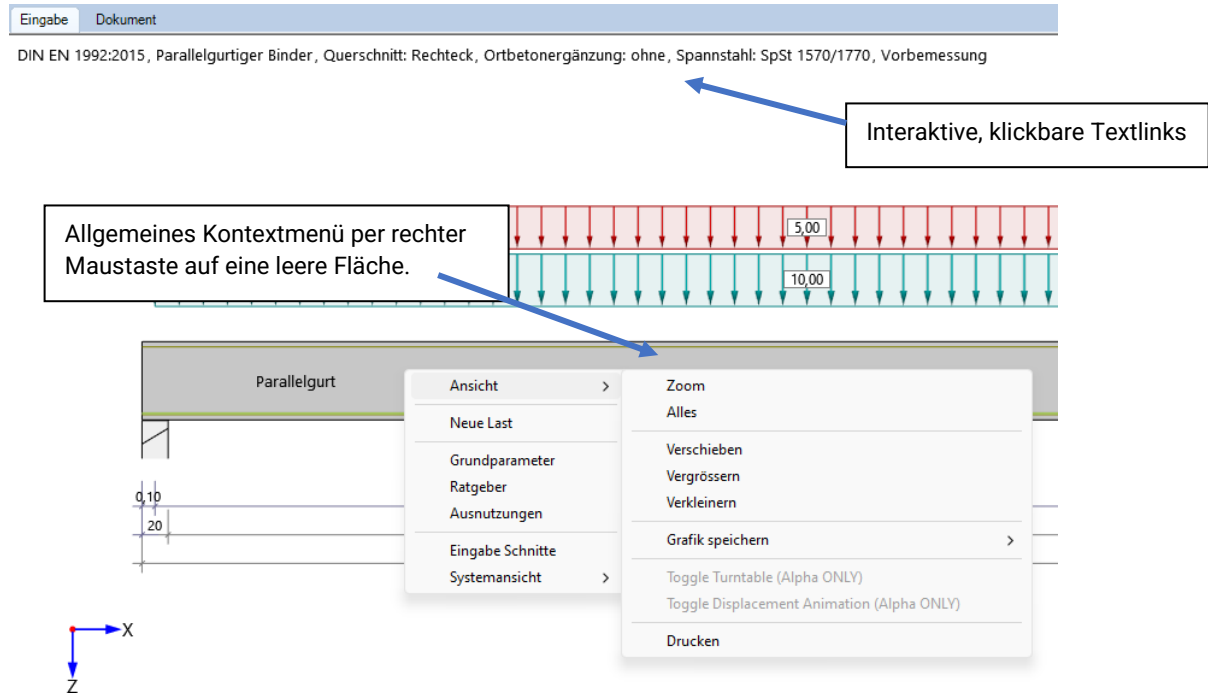 Eingabe Dokument
DIN EN 1992:2015, Parallelgurtiger Binder, Querschnitt: Rechteck, Ortbetonergänzung: ohne, Spannstahl: SpSt 1570/1770, Vorbemessung
Interaktive, klickbare Textlinks
Allgemeines Kontextmenü per rechter
Maustaste auf eine leere Fläche.
5,00
10,00
Parallelgurt
Ansicht >
Neue Last
Grundparameter
Ratgeber
Ausnutzungen
Eingabe Schnitte
Systemansicht >
Zoom
Alles
Verschieben
Vergrössern
Verkleinern
Grafik speichern >
Toggle Turntable (Alpha ONLY)
Toggle Displacement Animation (Alpha ONLY)
Drucken
0,10
20
X
Z